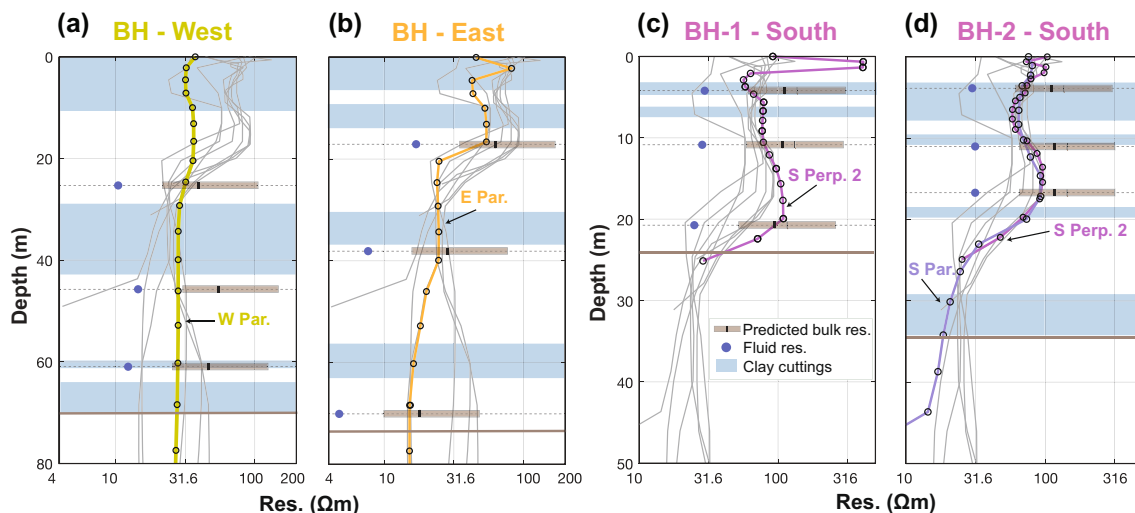 (a) BH - West
(b) BH - East
(c) BH-1 - South
(d) BH-2 - South
Depth (m)
0
20
40
60
80
W Par.
4 31.6 100 200
Res. (Ωm)
E Par.
4 31.6 100 200
Depth (m)
0
10
20
30
40
50
S Perp. 2
Predicted bulk res.
Fluid res.
Clay cuttings
10 31.6 100 316
S Perp. 2
S Par.
10 31.6 100 316
Res. (Ωm)